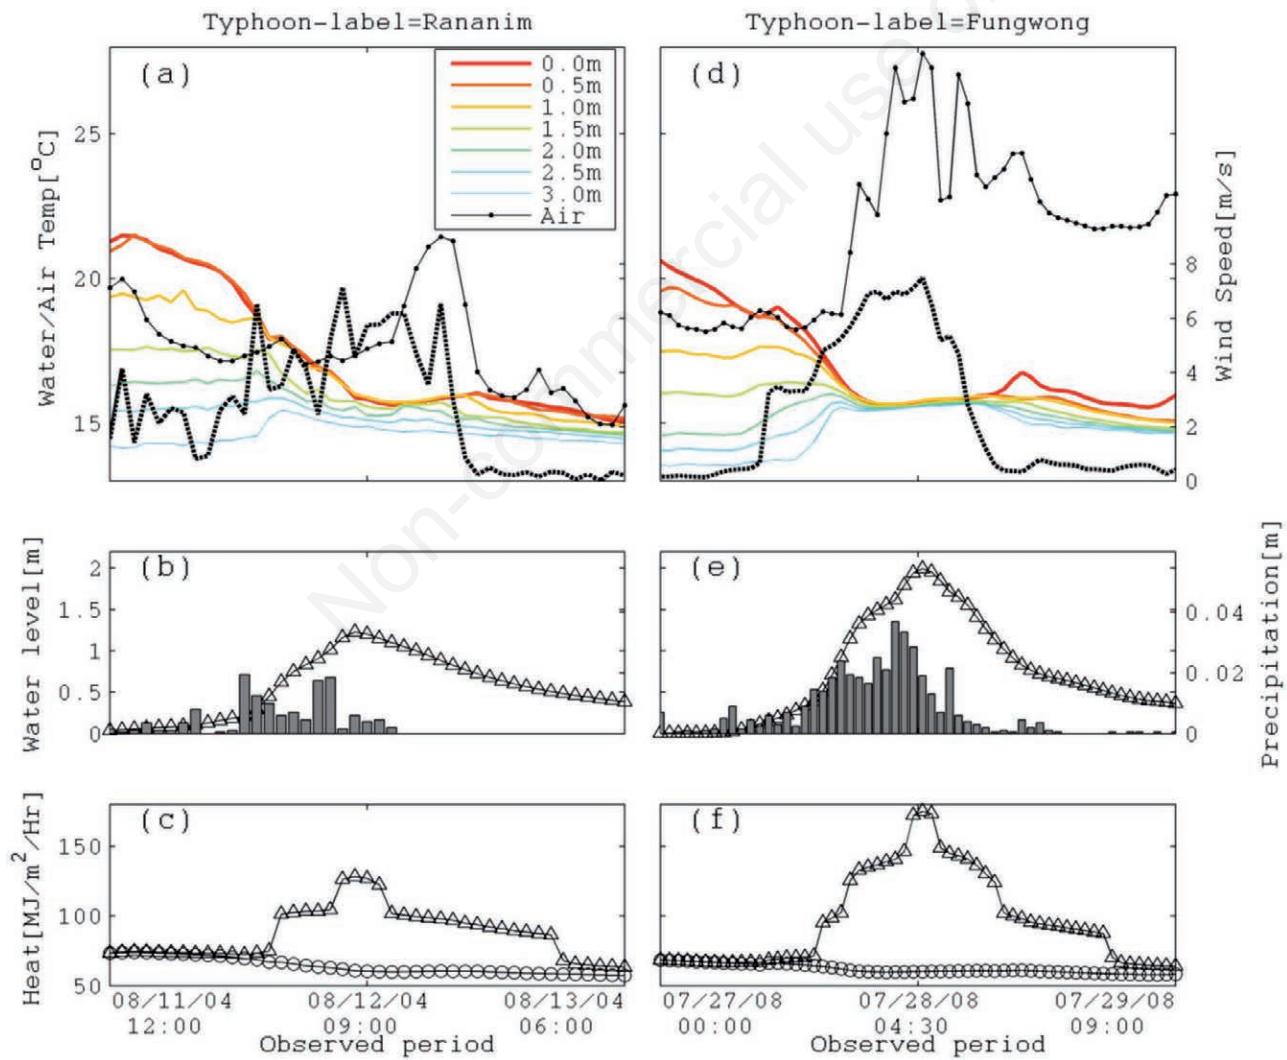 Typhoon-label=Rananim
Typhoon-label=Fungwong
(a)
0.0m
0.5m
1.0m
1.5m
2.0m
2.5m
3.0m
Air
(d)
25
20
15
Water/Air Temp[°C]
8
6
4
2
0
Wind Speed[m/s]
(b)
2
1.5
1
0.5
0
Water level[m]
(e)
0.04
0.02
0
Precipitation[m]
(c)
150
100
50
Heat[MJ/m²/Hr]
(f)
08/11/04 08/12/04 08/13/04
12:00 09:00 06:00
Observed period
07/27/08 07/28/08 07/29/08
00:00 04:30 09:00
Observed period
Non-commercial use